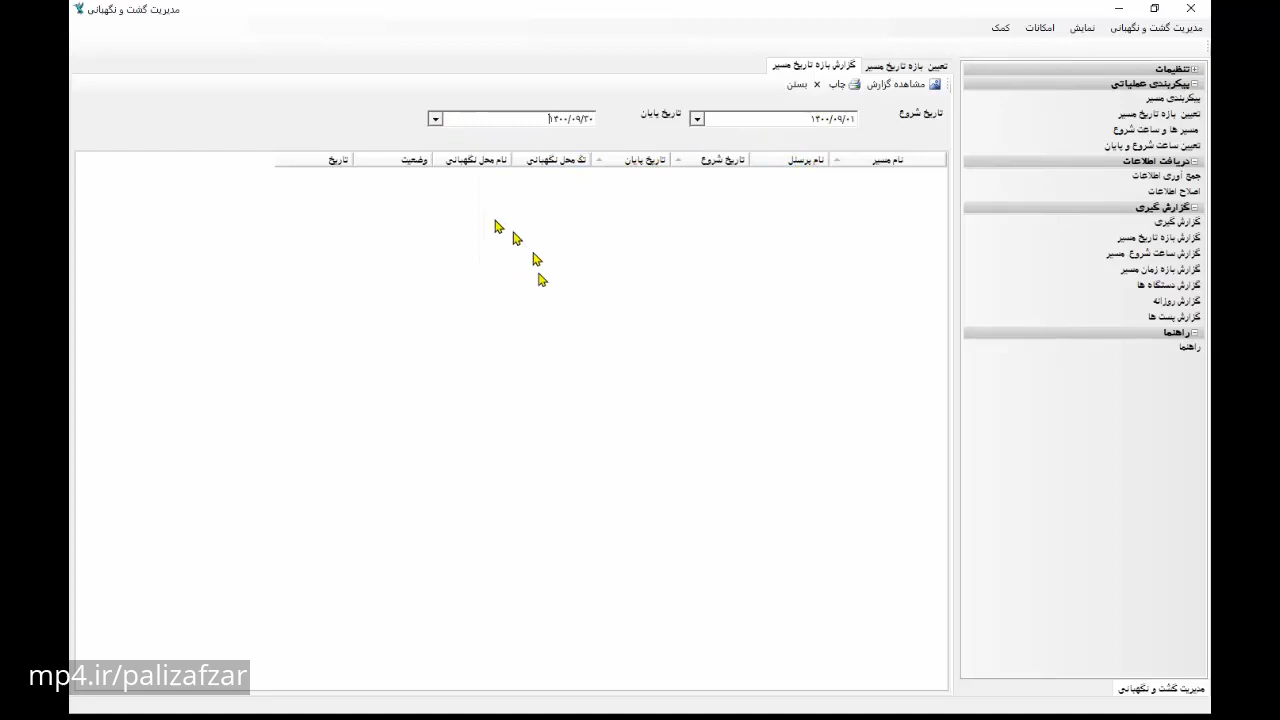 مدیریت گشت و نگهبانی
مدیریت گشت و نگهبانی نمایش امکانات کمک
تنظیمات
پیکربندی عملیاتی
پیکربندی مسیر
تعیین بازه تاریخ مسیر
مسیر ها و ساعت شروع
تعیین ساعت شروع و پایان
دریافت اطلاعات
جمع آوری اطلاعات
اصلاح اطلاعات
گزارش گیری
گزارش گیری
گزارش بازه تاریخ مسیر
گزارش ساعت شروع مسیر
گزارش بازه زمان مسیر
گزارش دستگاه ها
گزارش روزانه
گزارش پست ها
راهنما
راهنما
مدیریت گشت و نگهبانی
تعیین بازه تاریخ مسیر گزارش بازه تاریخ مسیر
مشاهده گزارش چاپ بستن
تاریخ شروع ۱۴۰۰/۰۹/۰۱ تاریخ پایان ۱۴۰۰/۰۹/۳۰
نام مسیر نام پرسنل تاریخ شروع تاریخ پایان تگ محل نگهبانی نام محل نگهبانی وضعیت تاریخ
mp4.ir/palizafzar